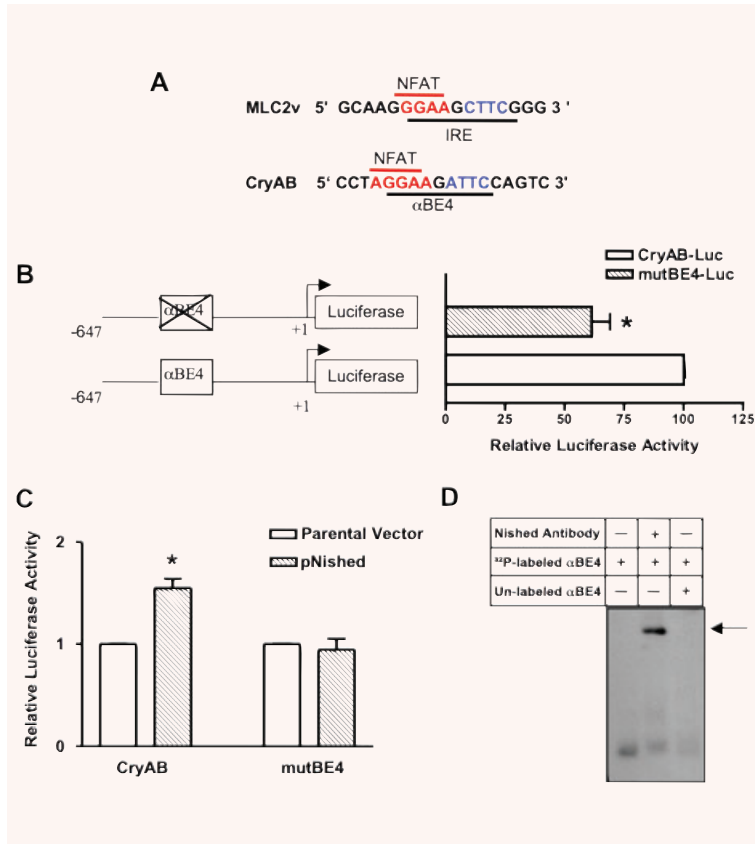 A
NFAT
MLC2v 5' GCAAGGGAAGCTTCGGG 3 '
IRE
NFAT
CryAB 5‘ CCTAGGAAGATTCCAGTC 3'
αBE4
B
CryAB-Luc
mutBE4-Luc
αBE4
Luciferase
-647
+1
*
αBE4
Luciferase
-647
+1
0 25 50 75 100 125
Relative Luciferase Activity
C
Parental Vector
pNished
Relative Luciferase Activity
2
1
0
*
CryAB mutBE4
D
Nished Antibody — + —
³²P-labeled αBE4 + + +
Un-labeled αBE4 — — +